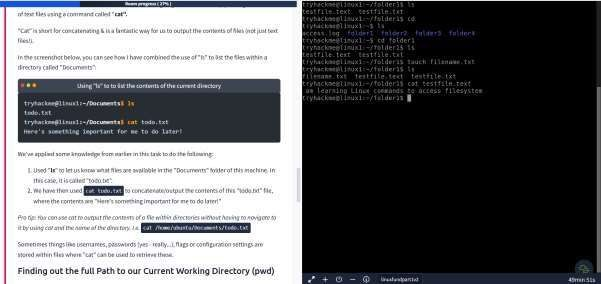 Room progress ( 27% )
of text files using a command called "cat".
"Cat" is short for concatenating & is a fantastic way for us to output the contents of files (not just text
files!).
In the screenshot below, you can see how I have combined the use of "ls" to list the files within a
directory called "Documents":
Using "ls" to list the contents of the current directory
tryhackme@linux1:~/Documents$ ls
todo.txt
tryhackme@linux1:~/Documents$ cat todo.txt
Here's something important for me to do later!
We've applied some knowledge from earlier in this task to do the following:
1. Used "ls" to let us know what files are available in the "Documents" folder of this machine. In
this case, it is called "todo.txt".
2. We have then used cat todo.txt to concatenate/output the contents of this "todo.txt" file,
where the contents are "Here's something important for me to do later!"
Pro tip: You can use cat to output the contents of a file within directories without having to navigate to
it by using cat and the name of the directory. I.e. cat /home/ubuntu/Documents/todo.txt
Sometimes things like usernames, passwords (yes - really...), flags or configuration settings are
stored within files where "cat" can be used to retrieve these.
Finding out the full Path to our Current Working Directory (pwd)
tryhackme@linux1:~/folder1$ ls
testfile.text testfile.txt
tryhackme@linux1:~/folder1$ cd
tryhackme@linux1:~$ ls
access.log folder1 folder2 folder3 folder4
tryhackme@linux1:~$ cd folder1
tryhackme@linux1:~/folder1$ ls
testfile.text testfile.txt
tryhackme@linux1:~/folder1$ touch filename.txt
tryhackme@linux1:~/folder1$ ls
filename.txt testfile.text testfile.txt
tryhackme@linux1:~/folder1$ cat testfile.text
am learning Linux commands to access filesystem
tryhackme@linux1:~/folder1$
linuxfundpart1v2
49min 51s